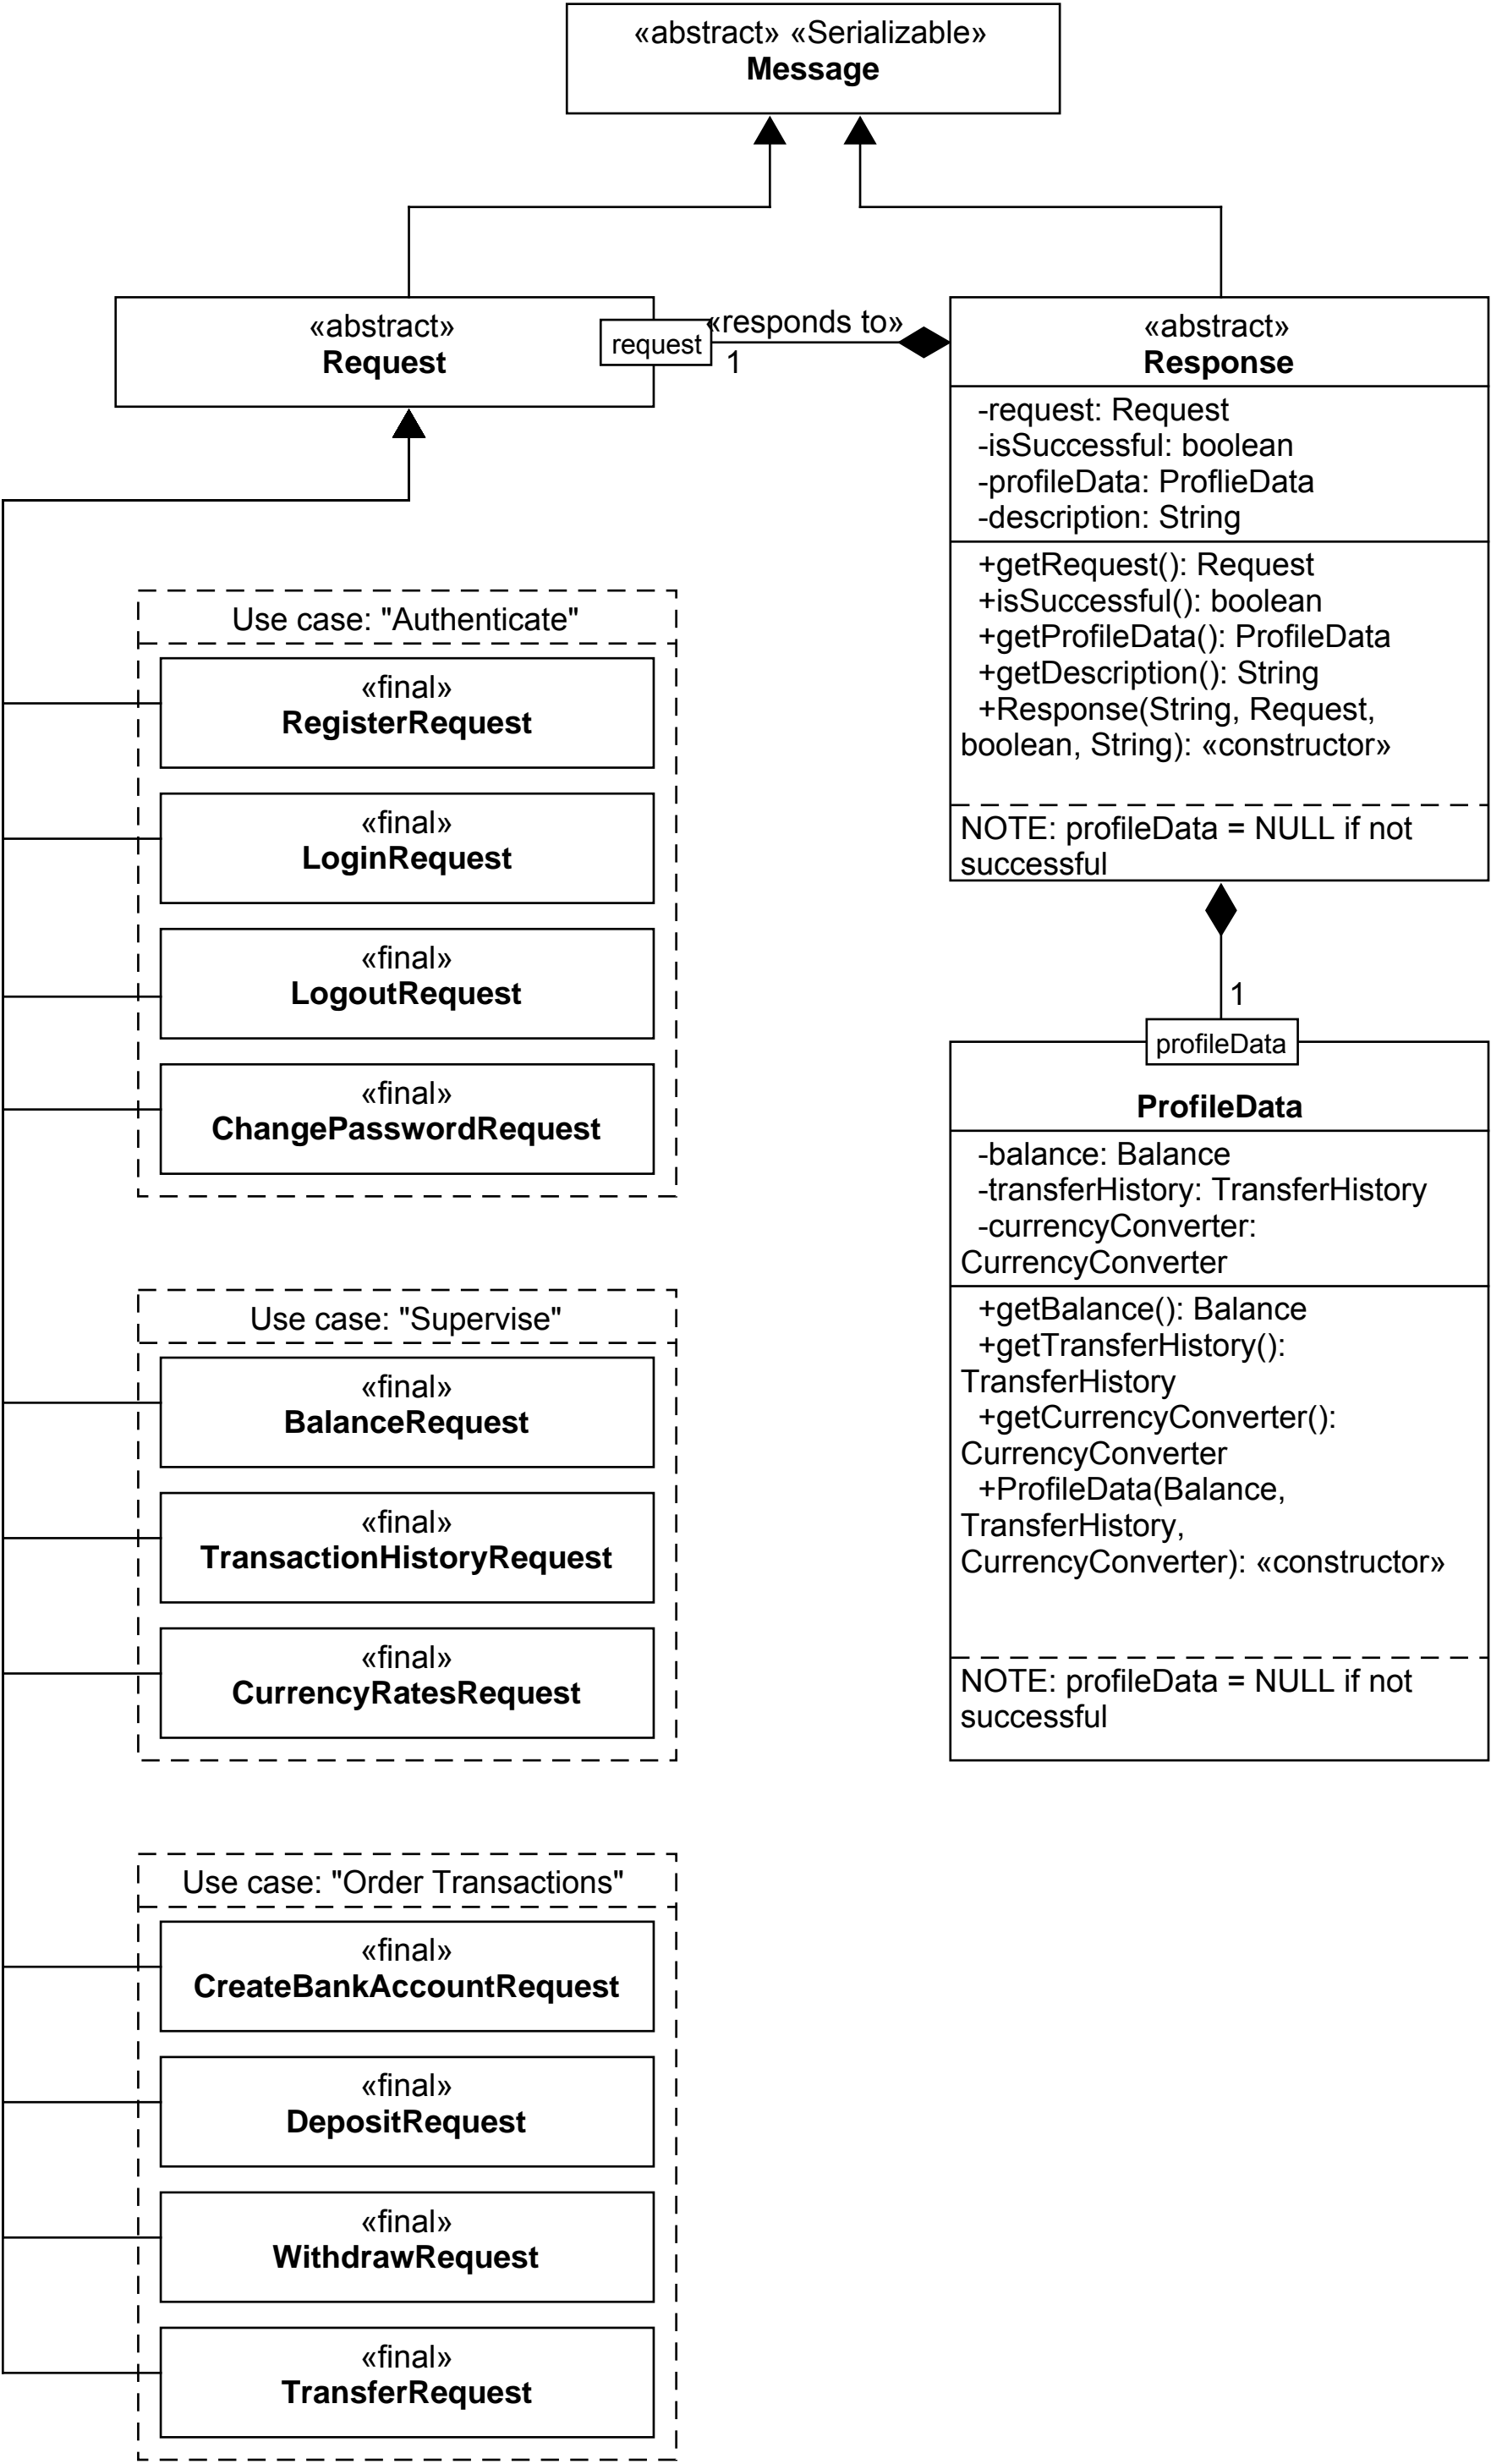 «abstract» «Serializable»
Message
«abstract»
Request
request
«responds to»
1
«abstract»
Response
-request: Request
-isSuccessful: boolean
-profileData: ProflieData
-description: String
+getRequest(): Request
+isSuccessful(): boolean
+getProfileData(): ProfileData
+getDescription(): String
+Response(String, Request,
boolean, String): «constructor»
NOTE: profileData = NULL if not
successful
1
profileData
ProfileData
-balance: Balance
-transferHistory: TransferHistory
-currencyConverter:
CurrencyConverter
+getBalance(): Balance
+getTransferHistory():
TransferHistory
+getCurrencyConverter():
CurrencyConverter
+ProfileData(Balance,
TransferHistory,
CurrencyConverter): «constructor»
NOTE: profileData = NULL if not
successful
Use case: "Authenticate"
«final»
RegisterRequest
«final»
LoginRequest
«final»
LogoutRequest
«final»
ChangePasswordRequest
Use case: "Supervise"
«final»
BalanceRequest
«final»
TransactionHistoryRequest
«final»
CurrencyRatesRequest
Use case: "Order Transactions"
«final»
CreateBankAccountRequest
«final»
DepositRequest
«final»
WithdrawRequest
«final»
TransferRequest